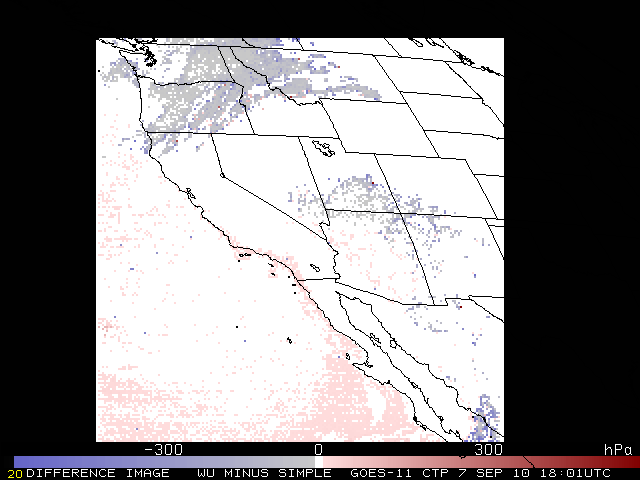 -300 0 300 hPa
20 DIFFERENCE IMAGE WU MINUS SIMPLE GOES-11 CTP 7 SEP 10 18:01UTC